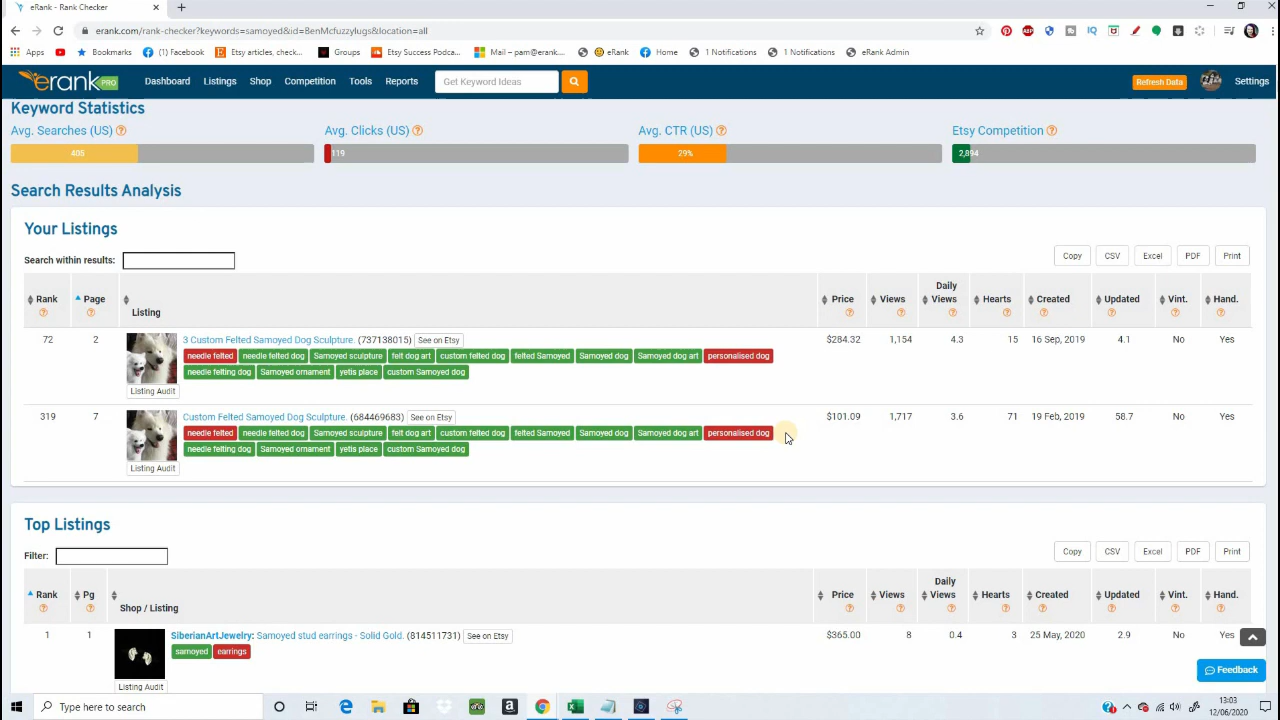 eRank - Rank Checker
erank.com/rank-checker?keywords=samoyed&id=BenMcfuzzylugs&location=all
Apps Bookmarks (1) Facebook Etsy articles, check... Groups Etsy Success Podca... Mail – pam@erank.... eRank Home 1 Notifications 1 Notifications eRank Admin
erank PRO Dashboard Listings Shop Competition Tools Reports Get Keyword Ideas Refresh Data Settings
Keyword Statistics
Avg. Searches (US) Avg. Clicks (US) Avg. CTR (US) Etsy Competition
405 119 29% 2,894
Search Results Analysis
Your Listings
Search within results: Copy CSV Excel PDF Print
Rank Page Listing Price Views Daily Views Hearts Created Updated Vint. Hand.
72 2 3 Custom Felted Samoyed Dog Sculpture. (737138015) See on Etsy $284.32 1,154 4.3 15 16 Sep, 2019 4.1 No Yes
needle felted needle felted dog Samoyed sculpture felt dog art custom felted dog felted Samoyed Samoyed dog Samoyed dog art personalised dog
needle felting dog Samoyed ornament yetis place custom Samoyed dog
Listing Audit
319 7 Custom Felted Samoyed Dog Sculpture. (684469683) See on Etsy $101.09 1,717 3.6 71 19 Feb, 2019 58.7 No Yes
needle felted needle felted dog Samoyed sculpture felt dog art custom felted dog felted Samoyed Samoyed dog Samoyed dog art personalised dog
needle felting dog Samoyed ornament yetis place custom Samoyed dog
Listing Audit
Top Listings
Filter: Copy CSV Excel PDF Print
Rank Pg Shop / Listing Price Views Daily Views Hearts Created Updated Vint. Hand.
1 1 SiberianArtJewelry: Samoyed stud earrings - Solid Gold. (814511731) See on Etsy $365.00 8 0.4 3 25 May, 2020 2.9 No Yes
samoyed earrings
Listing Audit
Feedback
Type here to search
13:03
12/06/2020